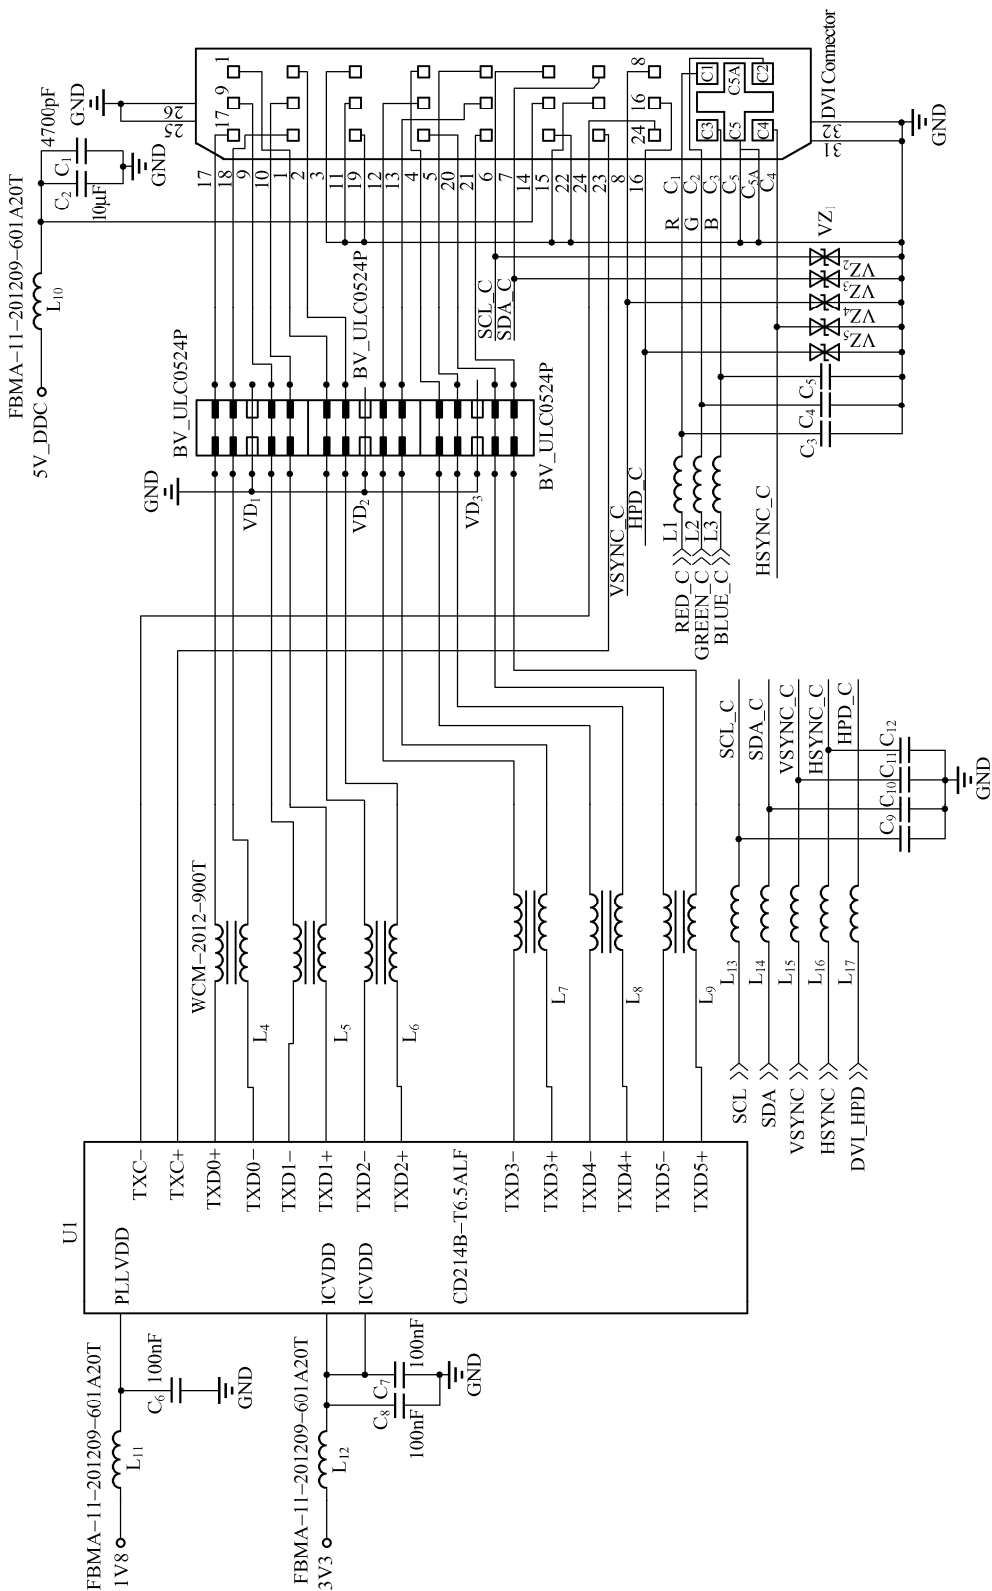 FBMA-11-201209-601A20T
1V8
L11
C6
100nF
GND
FBMA-11-201209-601A20T
3V3
L12
C8
100nF
C7
100nF
GND
U1
PLLVDD
ICVDD
ICVDD
CD214B-T6.5ALF
TXC-
TXC+
TXD0+
TXD0-
TXD1-
TXD1+
TXD2-
TXD2+
TXD3-
TXD3+
TXD4-
TXD4+
TXD5-
TXD5+
WCM-2012-900T
L4
L5
L6
L7
L8
L9
SCL
SDA
VSYNC
HSYNC
DVI_HPD
L13
L14
L15
L16
L17
SCL_C
SDA_C
VSYNC_C
HSYNC_C
HPD_C
C9
C10
C11
C12
GND
FBMA-11-201209-601A20T
5V_DDC
L10
C2
10μF
C1
4700pF
GND
GND
GND
VD1
VD2
VD3
BV_ULC0524P
BV_ULC0524P
BV_ULC0524P
SCL_C
SDA_C
VSYNC_C
HPD_C
RED_C
GREEN_C
BLUE_C
L1
L2
L3
HSYNC_C
C3
C4
C5
VZ5
VZ4
VZ3
VZ2
VZ1
R
G
B
17
18
9
10
1
2
3
11
19
12
13
4
5
20
21
6
7
14
15
22
24
23
8
16
C1
C2
C3
C5
C5A
C4
25
26
17
9
1
24
16
8
C3
C1
C5
C5A
C4
C2
31
32
DVI Connector
GND